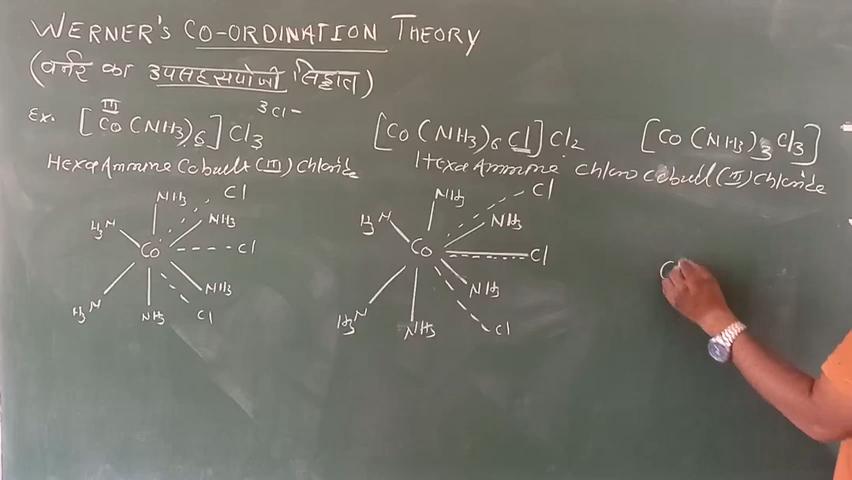 WERNER'S CO-ORDINATION THEORY
(वर्नर का उपसहसंयोजी सिद्धांत)
3Cl-
Ex. [Co(NH3)6]Cl3 [Co(NH3)6Cl]Cl2 [Co(NH3)3Cl3]
III
Hexa Ammine Cobalt (III) Chloride Hexa Ammine Chloro Cobalt (II) Chloride
NH3 Cl NH3 Cl
H3N NH3 H3N NH3
Co Cl Co Cl
H3N NH3 NH3
NH3 Cl H3N NH3 Cl